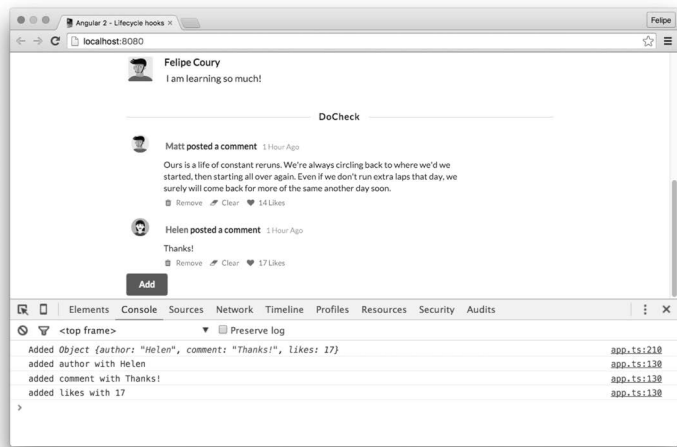 Angular 2 - Lifecycle hooks
Felipe
localhost:8080
Felipe Coury
I am learning so much!
DoCheck
Matt posted a comment 1 Hour Ago
Ours is a life of constant reruns. We're always circling back to where we'd we
started, then starting all over again. Even if we don't run extra laps that day, we
surely will come back for more of the same another day soon.
Remove Clear 14 Likes
Helen posted a comment 1 Hour Ago
Thanks!
Remove Clear 17 Likes
Add
Elements Console Sources Network Timeline Profiles Resources Security Audits
<top frame> Preserve log
Added Object {author: "Helen", comment: "Thanks!", likes: 17} app.ts:210
added author with Helen app.ts:130
added comment with Thanks! app.ts:130
added likes with 17 app.ts:130